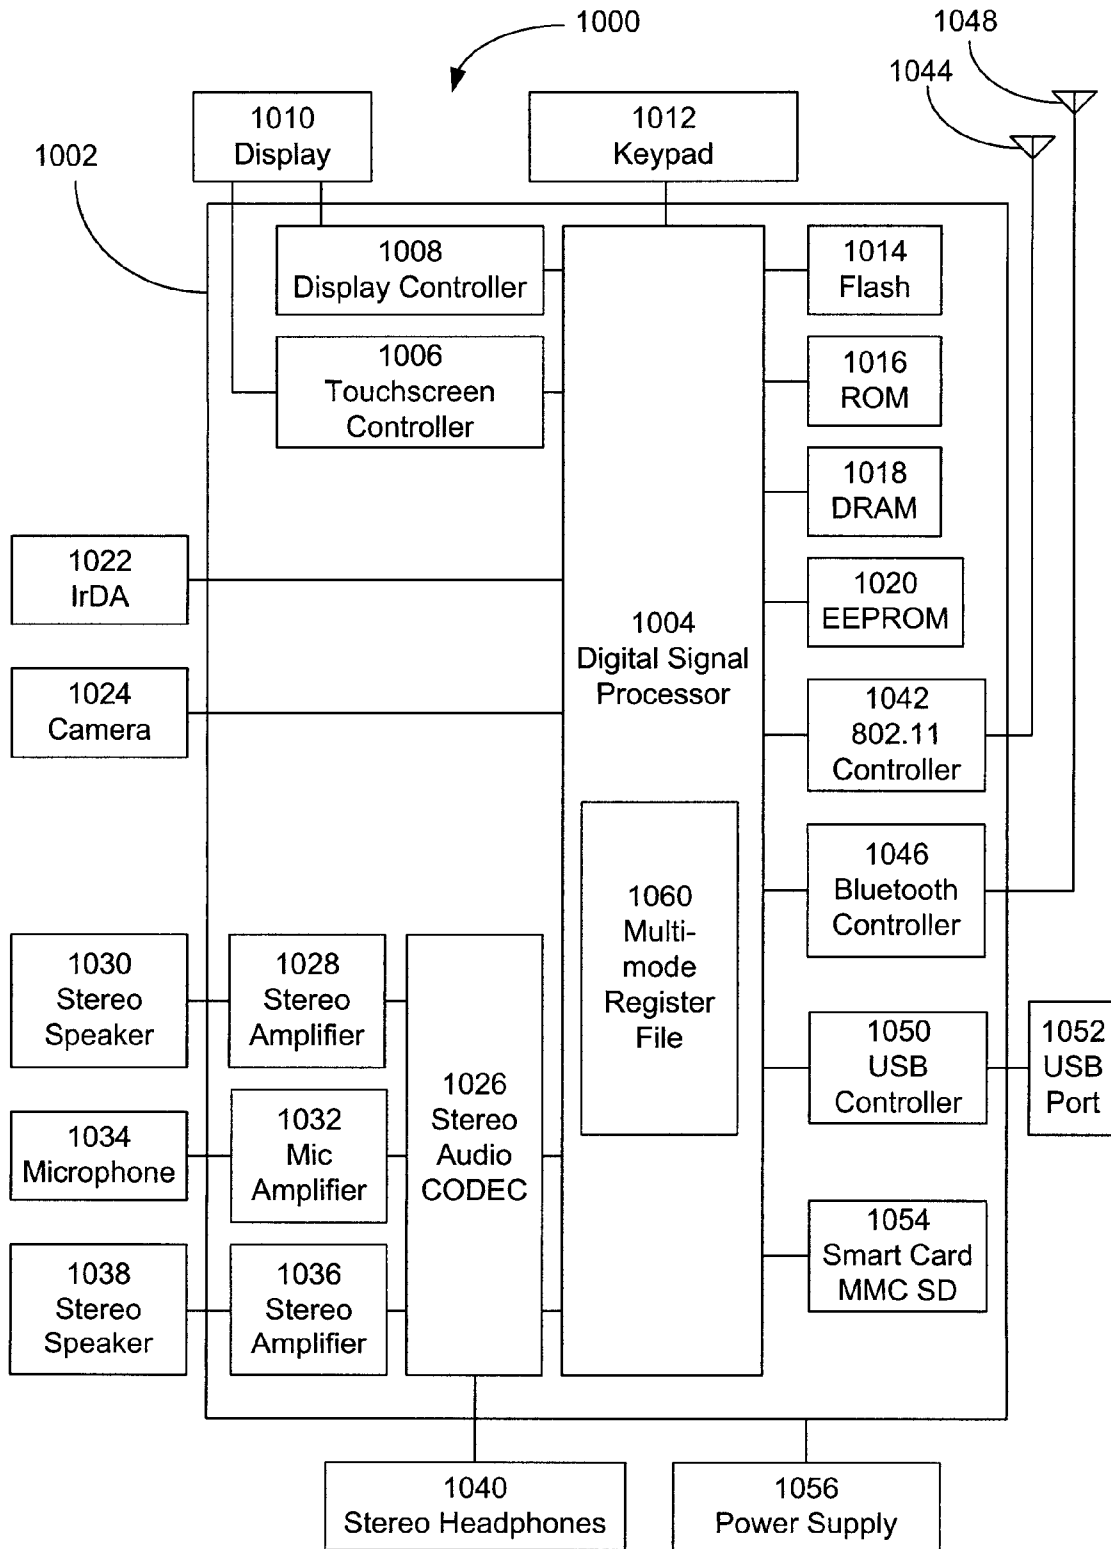 1000
1048
1044
1002
1010
Display
1012
Keypad
1008
Display Controller
1014
Flash
1006
Touchscreen
Controller
1016
ROM
1018
DRAM
1022
IrDA
1020
EEPROM
1004
Digital Signal
Processor
1024
Camera
1042
802.11
Controller
1046
Bluetooth
Controller
1060
Multi-
mode
Register
File
1030
Stereo
Speaker
1028
Stereo
Amplifier
1026
Stereo
Audio
CODEC
1050
USB
Controller
1052
USB
Port
1034
Microphone
1032
Mic
Amplifier
1054
Smart Card
MMC SD
1038
Stereo
Speaker
1036
Stereo
Amplifier
1040
Stereo Headphones
1056
Power Supply